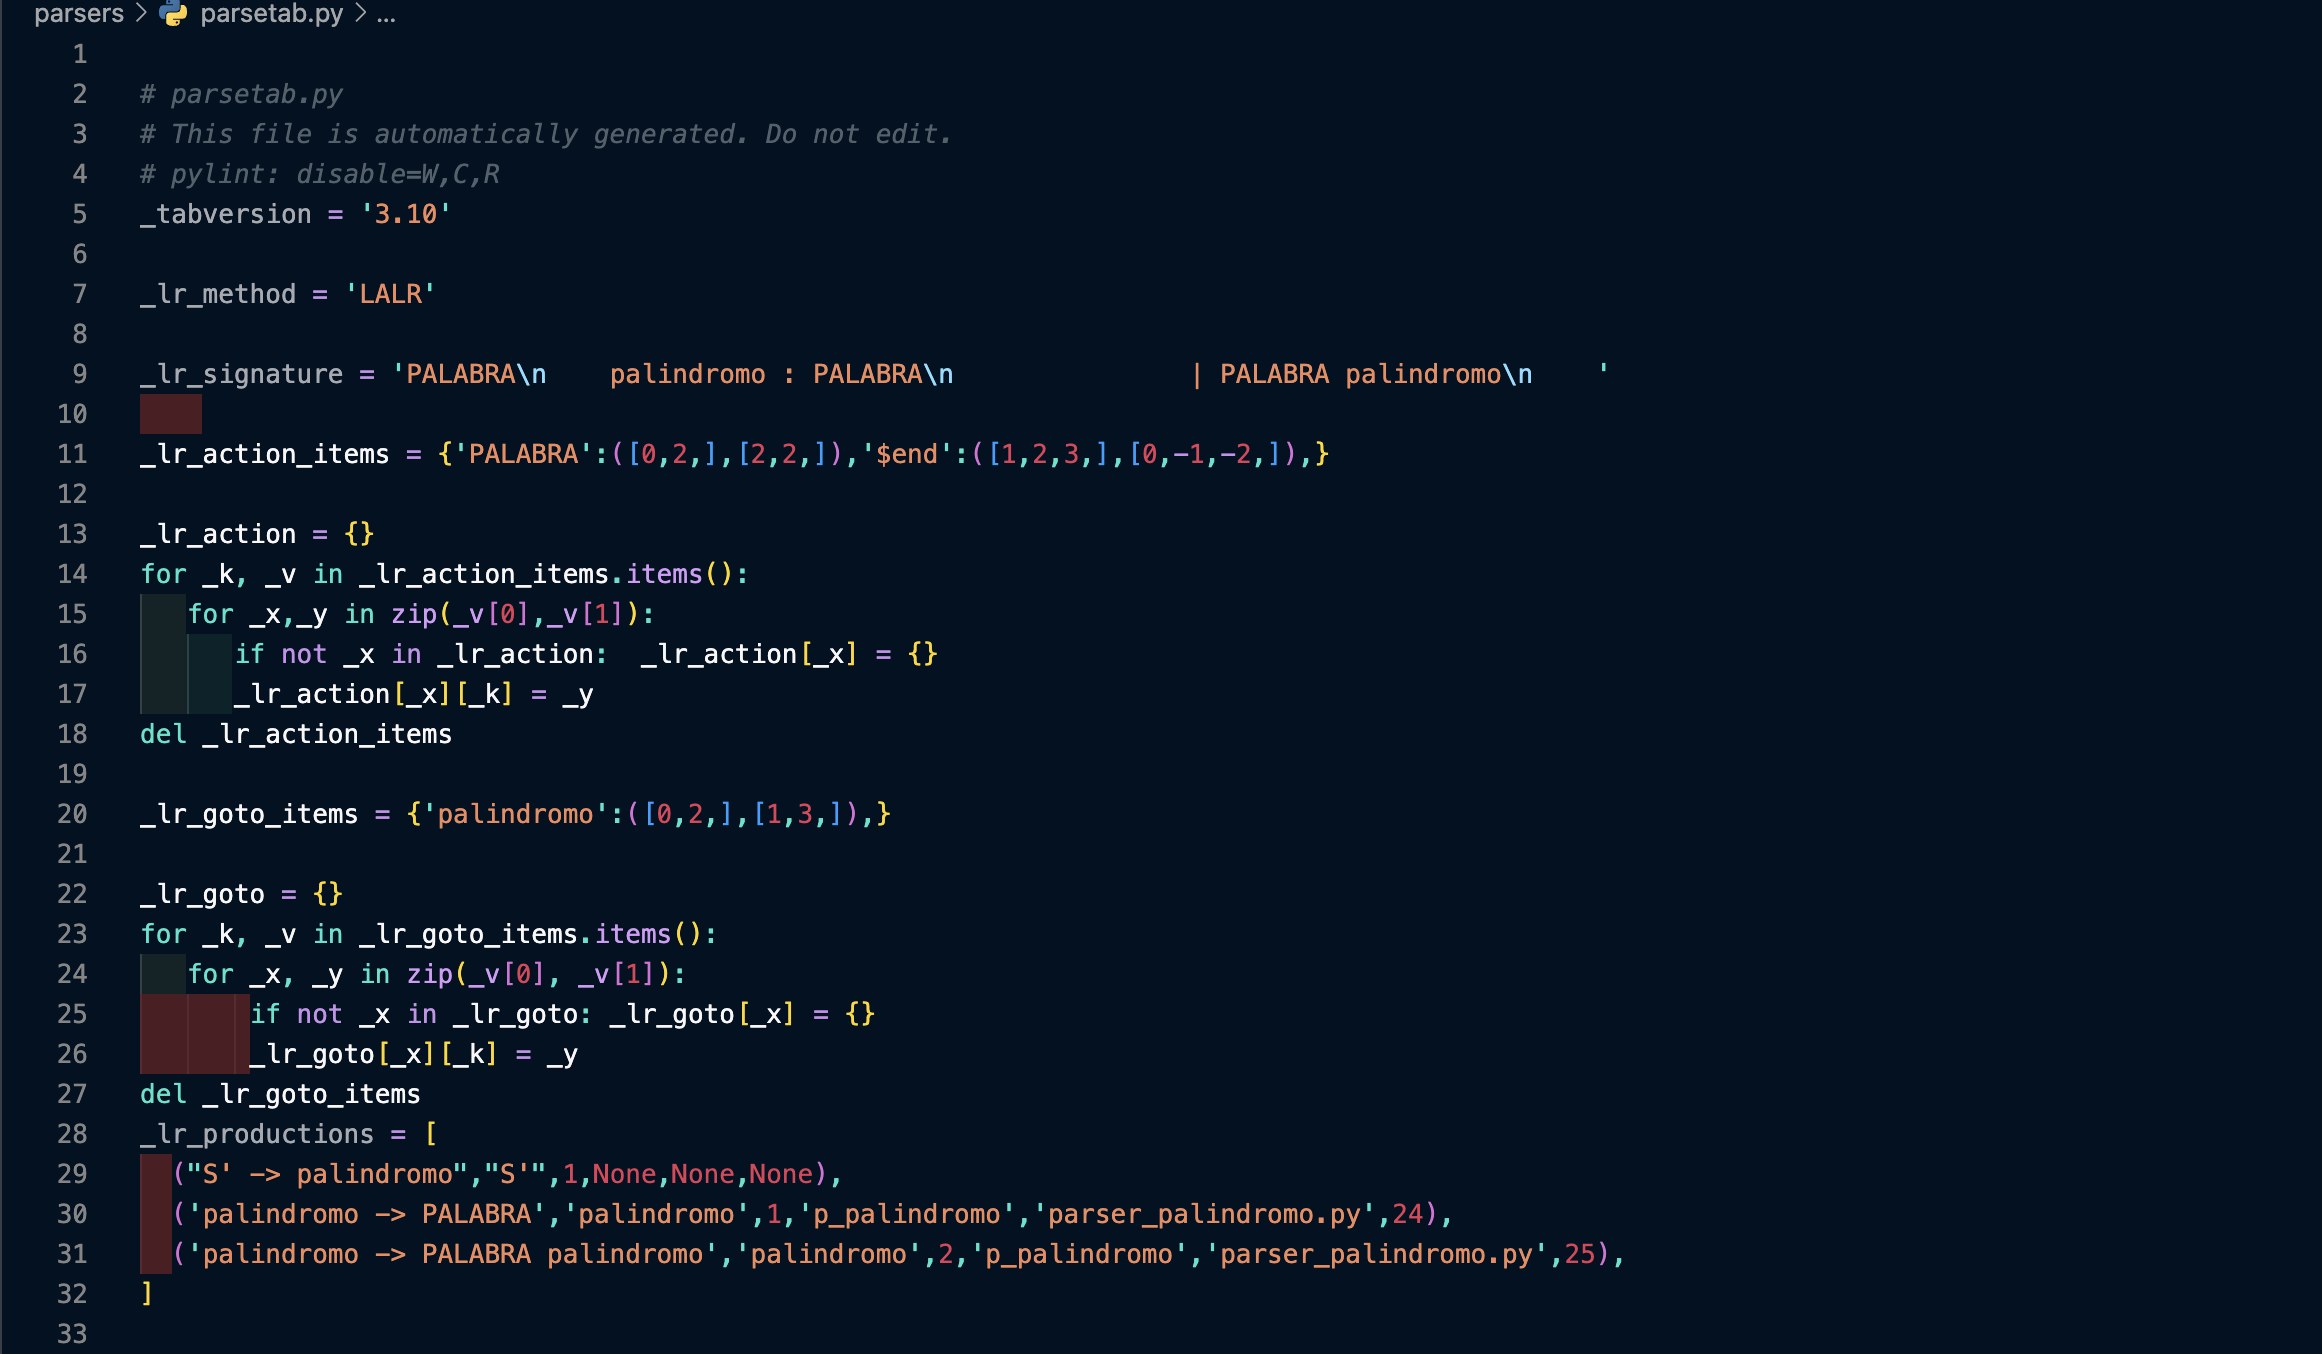 parsers > parsetab.py > ...
1
2 # parsetab.py
3 # This file is automatically generated. Do not edit.
4 # pylint: disable=W,C,R
5 _tabversion = '3.10'
6
7 _lr_method = 'LALR'
8
9 _lr_signature = 'PALABRA\n    palindromo : PALABRA\n               | PALABRA palindromo\n    '
10
11 _lr_action_items = {'PALABRA':([0,2,],[2,2,]),'$end':([1,2,3,],[0,-1,-2,]),}
12
13 _lr_action = {}
14 for _k, _v in _lr_action_items.items():
15    for _x,_y in zip(_v[0],_v[1]):
16       if not _x in _lr_action:  _lr_action[_x] = {}
17       _lr_action[_x][_k] = _y
18 del _lr_action_items
19
20 _lr_goto_items = {'palindromo':([0,2,],[1,3,]),}
21
22 _lr_goto = {}
23 for _k, _v in _lr_goto_items.items():
24    for _x, _y in zip(_v[0], _v[1]):
25        if not _x in _lr_goto: _lr_goto[_x] = {}
26        _lr_goto[_x][_k] = _y
27 del _lr_goto_items
28 _lr_productions = [
29   ("S' -> palindromo","S'",1,None,None,None),
30   ('palindromo -> PALABRA','palindromo',1,'p_palindromo','parser_palindromo.py',24),
31   ('palindromo -> PALABRA palindromo','palindromo',2,'p_palindromo','parser_palindromo.py',25),
32 ]
33